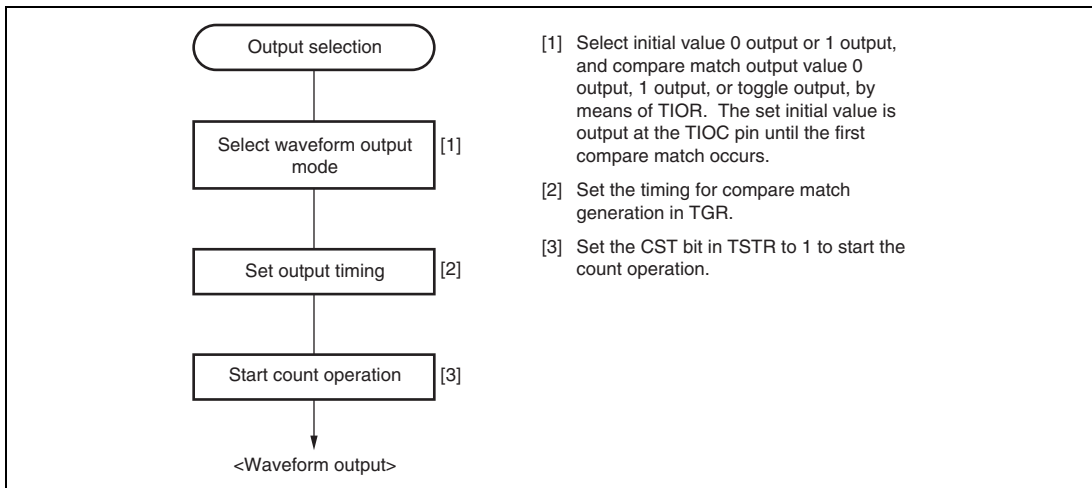 Output selection
Select waveform output
mode
[1]
Set output timing
[2]
Start count operation
[3]
<Waveform output>
[1] Select initial value 0 output or 1 output,
and compare match output value 0
output, 1 output, or toggle output, by
means of TIOR. The set initial value is
output at the TIOC pin until the first
compare match occurs.
[2] Set the timing for compare match
generation in TGR.
[3] Set the CST bit in TSTR to 1 to start the
count operation.